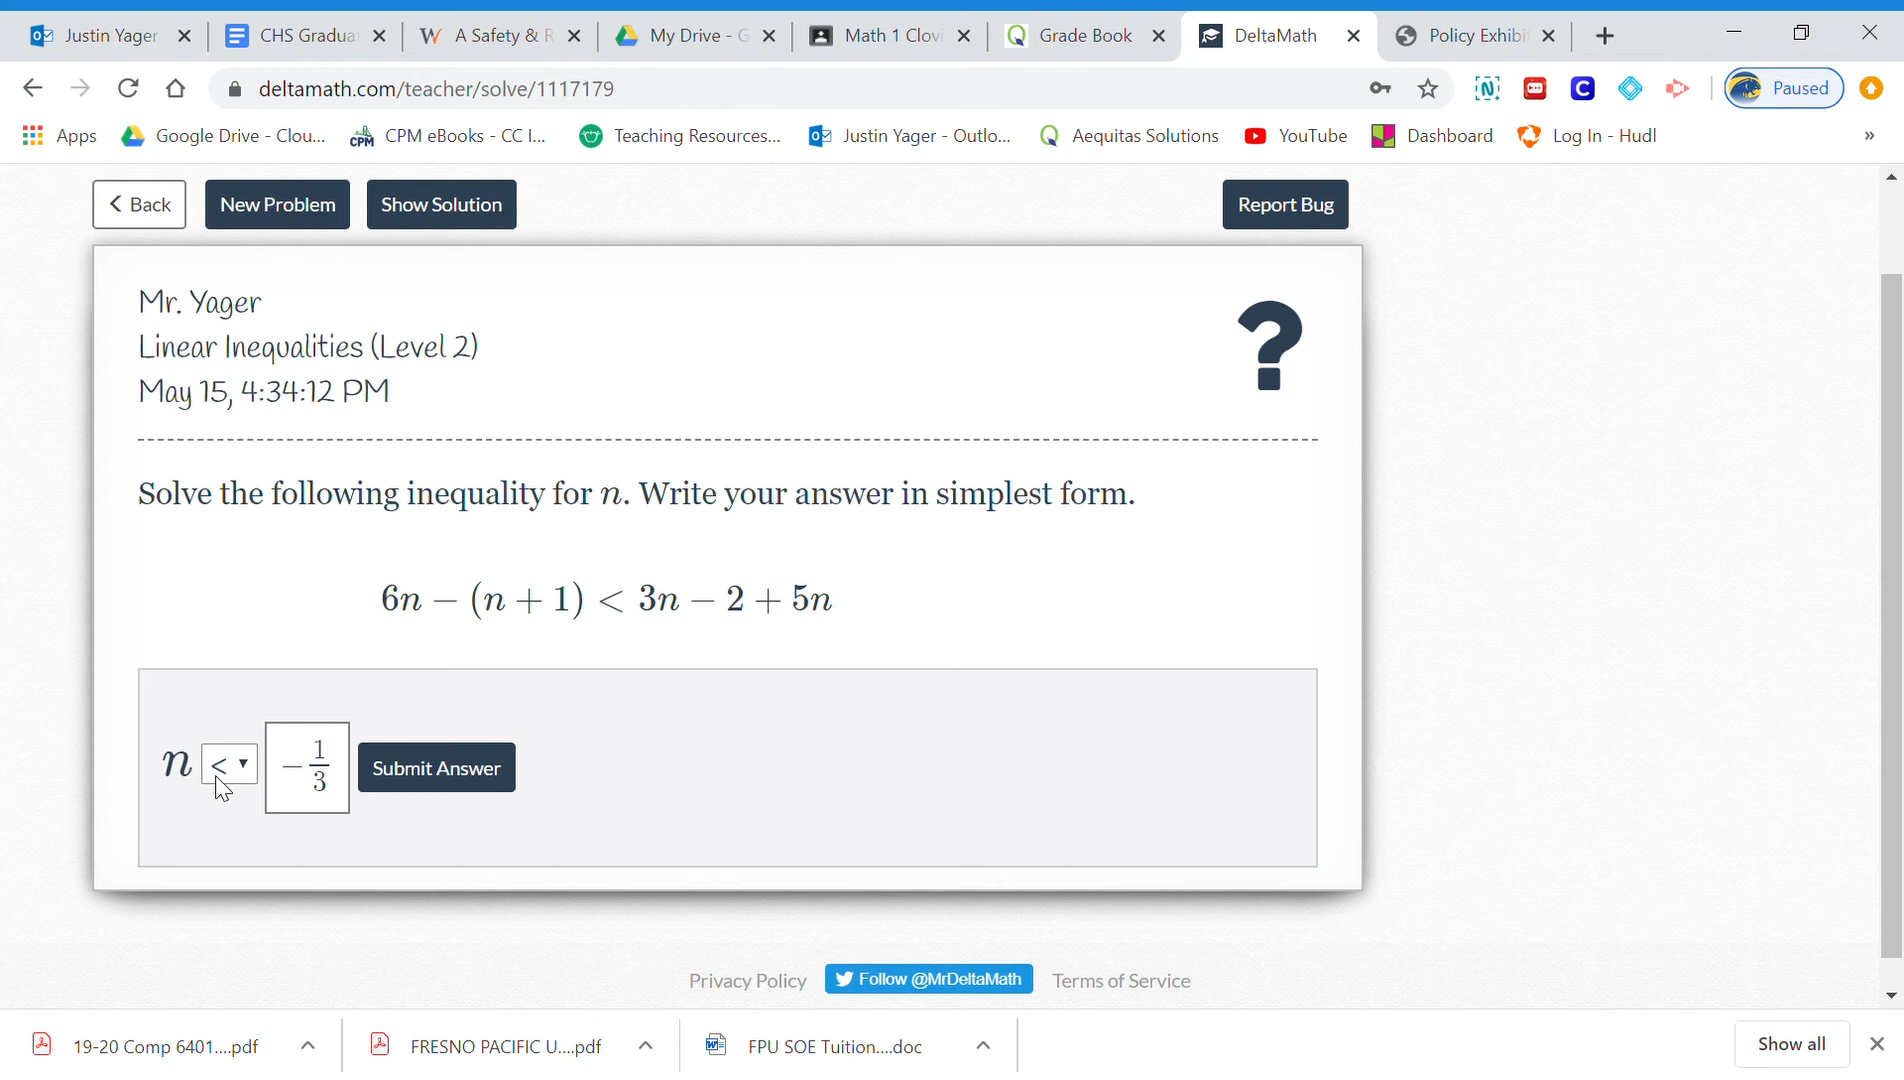 Justin Yager
CHS Gradua
A Safety & R
My Drive - G
Math 1 Clovi
Grade Book
DeltaMath
Policy Exhibi
deltamath.com/teacher/solve/1117179
Paused
Apps
Google Drive - Clou...
CPM eBooks - CC I...
Teaching Resources...
Justin Yager - Outlo...
Aequitas Solutions
YouTube
Dashboard
Log In - Hudl
»
Back
New Problem
Show Solution
Report Bug
Mr. Yager
?
Linear Inequalities (Level 2)
May 15, 4:34:12 PM
Solve the following inequality for n. Write your answer in simplest form.
6n − (n + 1) < 3n − 2 + 5n
n < −1/3
Submit Answer
Privacy Policy
Follow @MrDeltaMath
Terms of Service
19-20 Comp 6401....pdf
FRESNO PACIFIC U....pdf
FPU SOE Tuition....doc
Show all